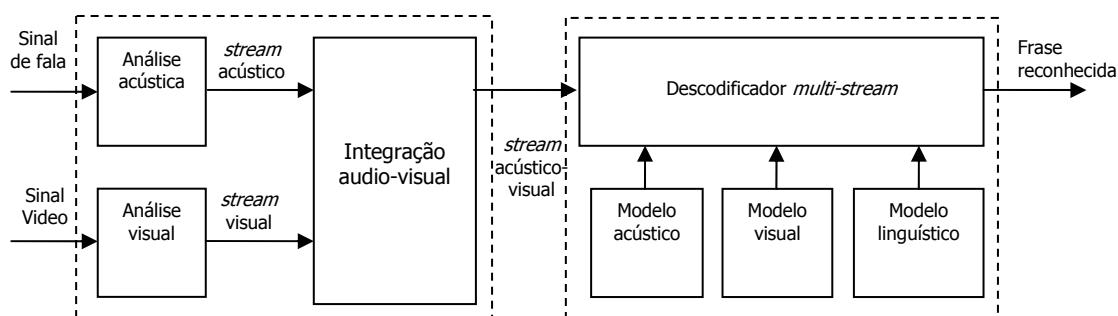 Sinal
de fala
Análise
acústica
stream
acústico
Sinal
Video
Análise
visual
stream
visual
Integração
audio-visual
stream
acústico-
visual
Descodificador multi-stream
Modelo
acústico
Modelo
visual
Modelo
linguístico
Frase
reconhecida